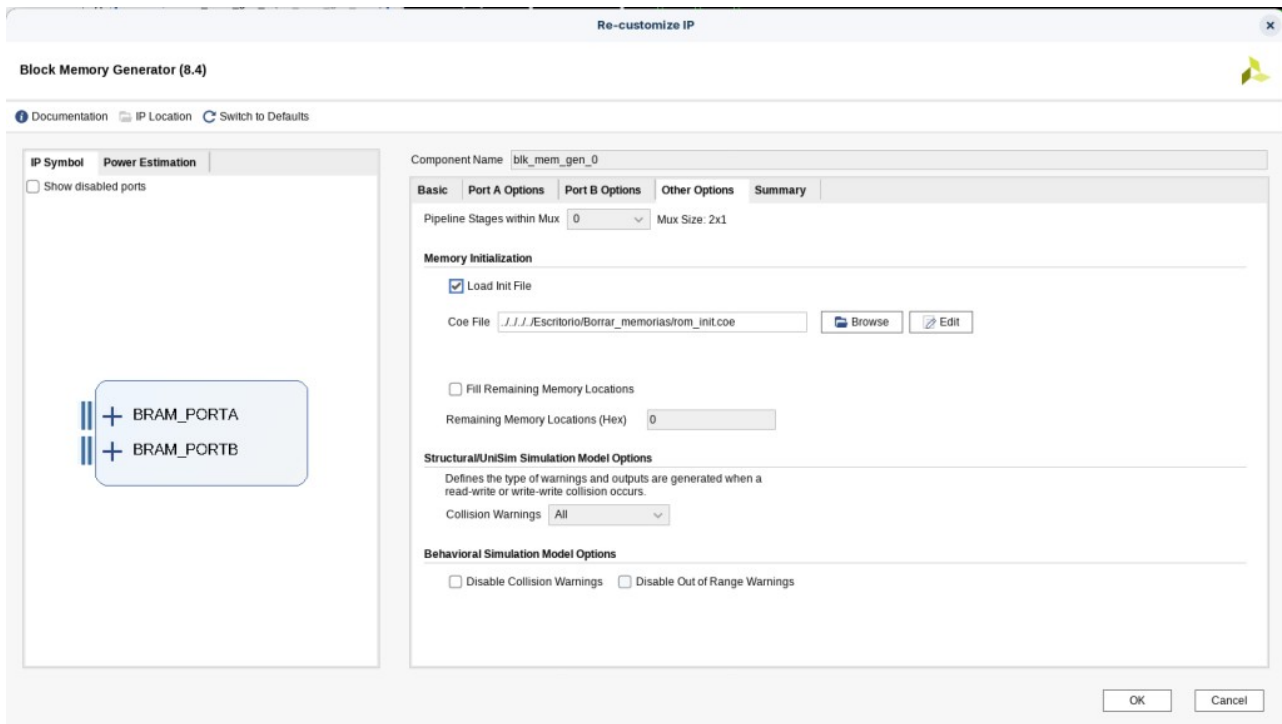 Re-customize IP
Block Memory Generator (8.4)
Documentation IP Location Switch to Defaults
IP Symbol Power Estimation
Show disabled ports
BRAM_PORTA
BRAM_PORTB
Component Name blk_mem_gen_0
Basic Port A Options Port B Options Other Options Summary
Pipeline Stages within Mux 0 Mux Size: 2x1
Memory Initialization
Load Init File
Coe File ../../../../Escritorio/Borrar_memorias/rom_init.coe Browse Edit
Fill Remaining Memory Locations
Remaining Memory Locations (Hex) 0
Structural/UniSim Simulation Model Options
Defines the type of warnings and outputs are generated when a
read-write or write-write collision occurs.
Collision Warnings All
Behavioral Simulation Model Options
Disable Collision Warnings Disable Out of Range Warnings
OK Cancel